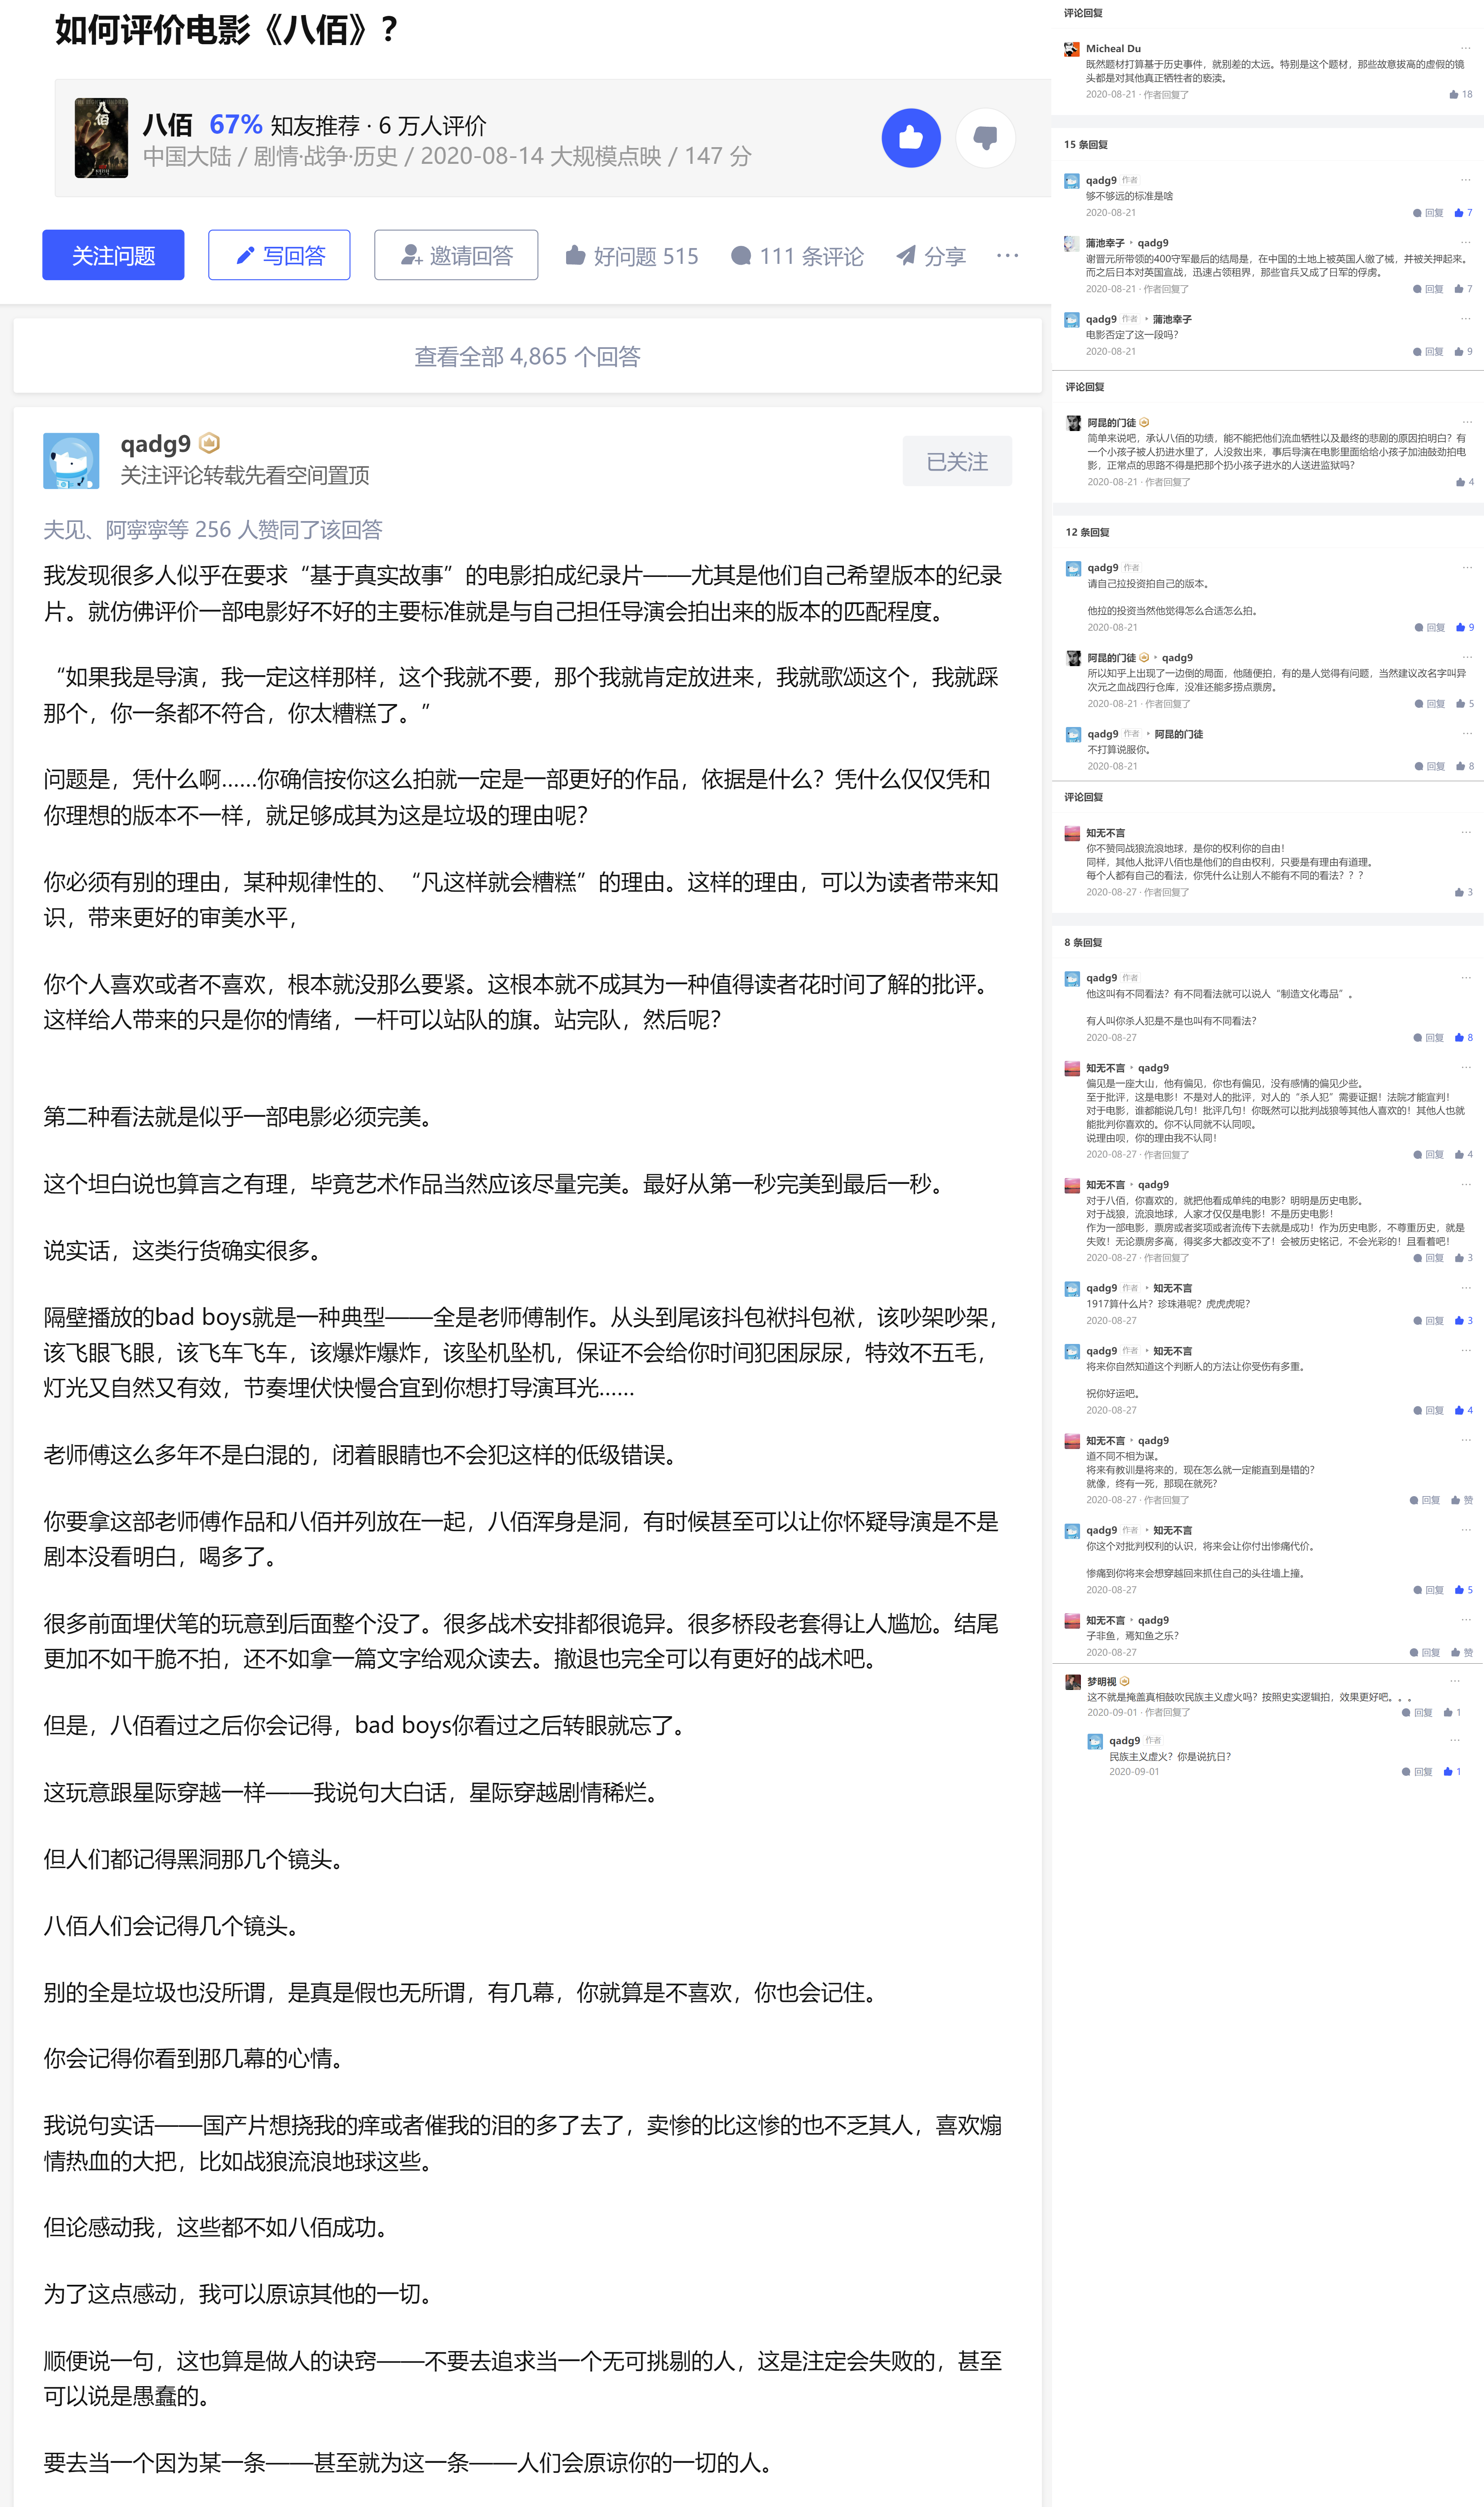 如何评价电影《八佰》？
八佰 67% 知友推荐 · 6 万人评价
中国大陆 / 剧情·战争·历史 / 2020-08-14 大规模点映 / 147 分
关注问题 写回答 邀请回答 好问题 515 111 条评论 分享 ···
查看全部 4,865 个回答
qadg9
关注评论转载先看空间置顶
已关注
夫见、阿寧寧等 256 人赞同了该回答
我发现很多人似乎在要求“基于真实故事”的电影拍成纪录片——尤其是他们自己希望版本的纪录
片。就仿佛评价一部电影好不好的主要标准就是与自己担任导演会拍出来的版本的匹配程度。
“如果我是导演，我一定这样那样，这个我就不要，那个我就肯定放进来，我就歌颂这个，我就踩
那个，你一条都不符合，你太糟糕了。”
问题是，凭什么啊……你确信按你这么拍就一定是一部更好的作品，依据是什么？凭什么仅仅凭和
你理想的版本不一样，就足够成其为这是垃圾的理由呢？
你必须有别的理由，某种规律性的、“凡这样就会糟糕”的理由。这样的理由，可以为读者带来知
识，带来更好的审美水平，
你个人喜欢或者不喜欢，根本就没那么要紧。这根本就不成其为一种值得读者花时间了解的批评。
这样给人带来的只是你的情绪，一杆可以站队的旗。站完队，然后呢？
第二种看法就是似乎一部电影必须完美。
这个坦白说也算言之有理，毕竟艺术作品当然应该尽量完美。最好从第一秒完美到最后一秒。
说实话，这类行货确实很多。
隔壁播放的bad boys就是一种典型——全是老师傅制作。从头到尾该抖包袱抖包袱，该吵架吵架，
该飞眼飞眼，该飞车飞车，该爆炸爆炸，该坠机坠机，保证不会给你时间犯困尿尿，特效不五毛，
灯光又自然又有效，节奏埋伏快慢合宜到你想打导演耳光……
老师傅这么多年不是白混的，闭着眼睛也不会犯这样的低级错误。
你要拿这部老师傅作品和八佰并列放在一起，八佰浑身是洞，有时候甚至可以让你怀疑导演是不是
剧本没看明白，喝多了。
很多前面埋伏笔的玩意到后面整个没了。很多战术安排都很诡异。很多桥段老套得让人尴尬。结尾
更加不如干脆不拍，还不如拿一篇文字给观众读去。撤退也完全可以有更好的战术吧。
但是，八佰看过之后你会记得，bad boys你看过之后转眼就忘了。
这玩意跟星际穿越一样——我说句大白话，星际穿越剧情稀烂。
但人们都记得黑洞那几个镜头。
八佰人们会记得几个镜头。
别的全是垃圾也没所谓，是真是假也无所谓，有几幕，你就算是不喜欢，你也会记住。
你会记得你看到那几幕的心情。
我说句实话——国产片想挠我的痒或者催我的泪的多了去了，卖惨的比这惨的也不乏其人，喜欢煽
情热血的大把，比如战狼流浪地球这些。
但论感动我，这些都不如八佰成功。
为了这点感动，我可以原谅其他的一切。
顺便说一句，这也算是做人的诀窍——不要去追求当一个无可挑剔的人，这是注定会失败的，甚至
可以说是愚蠢的。
要去当一个因为某一条——甚至就为这一条——人们会原谅你的一切的人。
评论回复
Micheal Du ···
既然题材打算基于历史事件，就别差的太远。特别是这个题材，那些故意拔高的虚假的镜
头都是对其他真正牺牲者的亵渎。
2020-08-21 · 作者回复了 18
15 条回复
qadg9 作者 ···
够不够远的标准是啥
2020-08-21 回复 7
蒲池幸子 qadg9 ···
谢晋元所带领的400守军最后的结局是，在中国的土地上被英国人缴了械，并被关押起来。
而之后日本对英国宣战，迅速占领租界，那些官兵又成了日军的俘虏。
2020-08-21 · 作者回复了 回复 7
qadg9 作者 蒲池幸子 ···
电影否定了这一段吗？
2020-08-21 回复 9
评论回复
阿昆的门徒 ···
简单来说吧，承认八佰的功绩，能不能把他们流血牺牲以及最终的悲剧的原因拍明白？有
一个小孩子被人扔进水里了，人没救出来，事后导演在电影里面给给小孩子加油鼓劲拍电
影，正常点的思路不得是把那个扔小孩子进水的人送进监狱吗？
2020-08-21 · 作者回复了 4
12 条回复
qadg9 作者 ···
请自己拉投资拍自己的版本。
他拉的投资当然他觉得怎么合适怎么拍。
2020-08-21 回复 9
阿昆的门徒 qadg9 ···
所以知乎上出现了一边倒的局面，他随便拍，有的是人觉得有问题，当然建议改名字叫异
次元之血战四行仓库，没准还能多捞点票房。
2020-08-21 · 作者回复了 回复 5
qadg9 作者 阿昆的门徒 ···
不打算说服你。
2020-08-21 回复 8
评论回复
知无不言 ···
你不赞同战狼流浪地球，是你的权利你的自由！
同样，其他人批评八佰也是他们的自由权利，只要是有理由有道理。
每个人都有自己的看法，你凭什么让别人不能有不同的看法？？？
2020-08-27 · 作者回复了 3
8 条回复
qadg9 作者 ···
他这叫有不同看法？有不同看法就可以说人“制造文化毒品”。
有人叫你杀人犯是不是也叫有不同看法？
2020-08-27 回复 8
知无不言 qadg9 ···
偏见是一座大山，他有偏见，你也有偏见，没有感情的偏见少些。
至于批评，这是电影！不是对人的批评，对人的“杀人犯”需要证据！法院才能宣判！
对于电影，谁都能说几句！批评几句！你既然可以批判战狼等其他人喜欢的！其他人也就
能批判你喜欢的。你不认同就不认同呗。
说理由呗，你的理由我不认同！
2020-08-27 · 作者回复了 回复 4
知无不言 qadg9 ···
对于八佰，你喜欢的，就把他看成单纯的电影？明明是历史电影。
对于战狼，流浪地球，人家才仅仅是电影！不是历史电影！
作为一部电影，票房或者奖项或者流传下去就是成功！作为历史电影，不尊重历史，就是
失败！无论票房多高，得奖多大都改变不了！会被历史铭记，不会光彩的！且看着吧！
2020-08-27 · 作者回复了 回复 3
qadg9 作者 知无不言 ···
1917算什么片？珍珠港呢？虎虎虎呢？
2020-08-27 回复 3
qadg9 作者 知无不言 ···
将来你自然知道这个判断人的方法让你受伤有多重。
祝你好运吧。
2020-08-27 回复 4
知无不言 qadg9 ···
道不同不相为谋。
将来有教训是将来的，现在怎么就一定能直到是错的？
就像，终有一死，那现在就死？
2020-08-27 · 作者回复了 回复 赞
qadg9 作者 知无不言 ···
你这个对批判权利的认识，将来会让你付出惨痛代价。
惨痛到你将来会想穿越回来抓住自己的头往墙上撞。
2020-08-27 回复 5
知无不言 qadg9 ···
子非鱼，焉知鱼之乐？
2020-08-27 回复 赞
梦明视 ···
这不就是掩盖真相鼓吹民族主义虚火吗？按照史实逻辑拍，效果更好吧。。。
2020-09-01 · 作者回复了 回复 1
qadg9 作者 ···
民族主义虚火？你是说抗日？
2020-09-01 回复 1